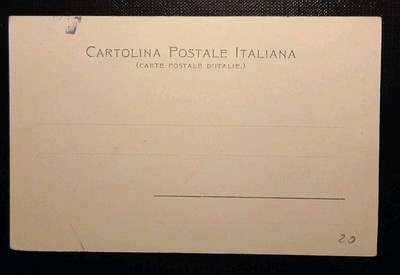 CARTOLINA POSTALE ITALIANA
(CARTE POSTALE D'ITALIE.)
20